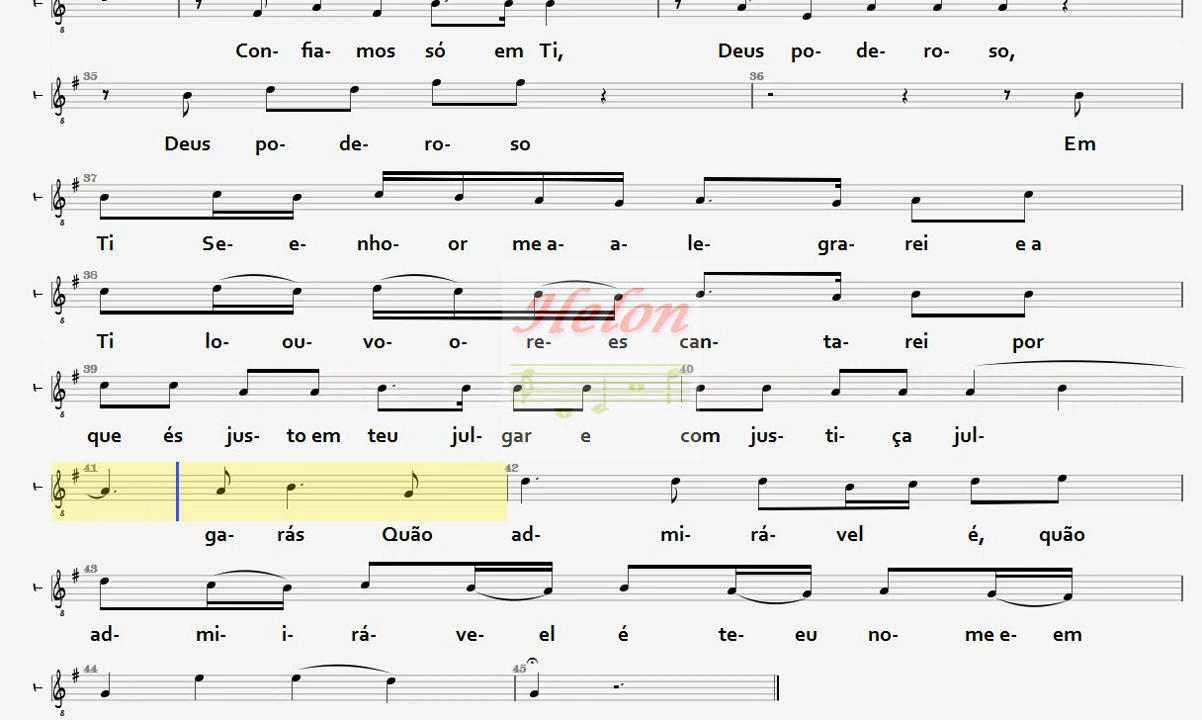 Con- fia- mos só em Ti, Deus po- de- ro- so,
35 36
Deus po- de- ro- so Em
37
Ti Se- e- nho- or me a- a- le- gra- rei e a
38
Ti lo- ou- vo- o- re- es can- ta- rei por
Helon
39 40
que és jus- to em teu jul- gar e com jus- ti- ça jul-
41 42
ga- rás Quão ad- mi- rá- vel é, quão
43
ad- mi- i- rá- ve- el é te- eu no- me e- em
44 45